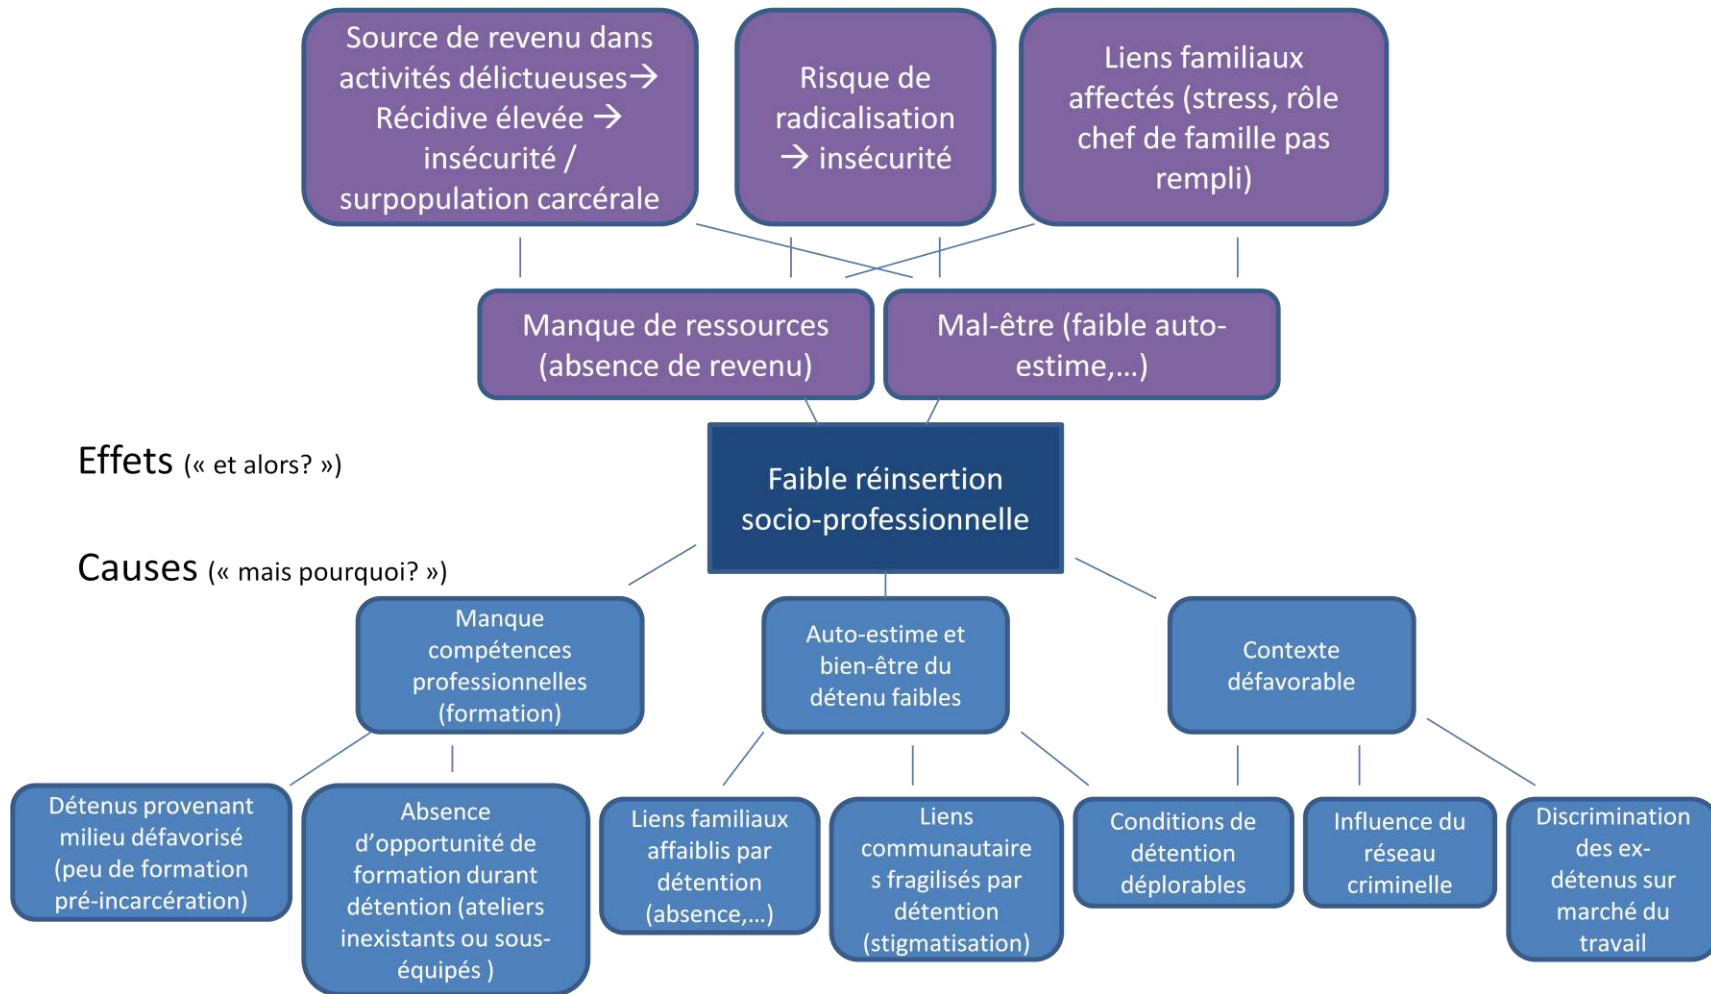 Source de revenu dans
activités délictueuses→
Récidive élevée →
insécurité /
surpopulation carcérale
Risque de
radicalisation
→ insécurité
Liens familiaux
affectés (stress, rôle
chef de famille pas
rempli)
Manque de ressources
(absence de revenu)
Mal-être (faible auto-
estime,…)
Effets (« et alors? »)
Faible réinsertion
socio-professionnelle
Causes (« mais pourquoi? »)
Manque
compétences
professionnelles
(formation)
Auto-estime et
bien-être du
détenu faibles
Contexte
défavorable
Détenus provenant
milieu défavorisé
(peu de formation
pré-incarcération)
Absence
d’opportunité de
formation durant
détention (ateliers
inexistants ou sous-
équipés )
Liens familiaux
affaiblis par
détention
(absence,…)
Liens
communautaire
s fragilisés par
détention
(stigmatisation)
Conditions de
détention
déplorables
Influence du
réseau
criminelle
Discrimination
des ex-
détenus sur
marché du
travail